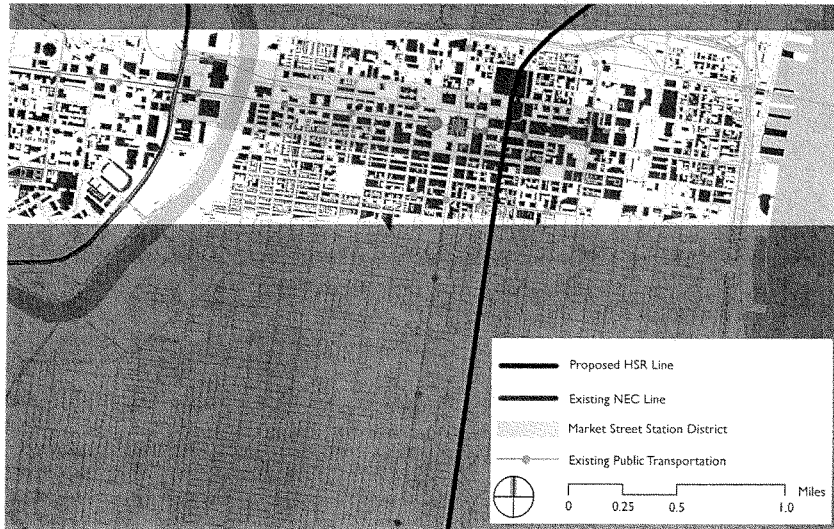 Proposed HSR Line
Existing NEC Line
Market Street Station District
Existing Public Transportation
Miles
0 0.25 0.5 1.0